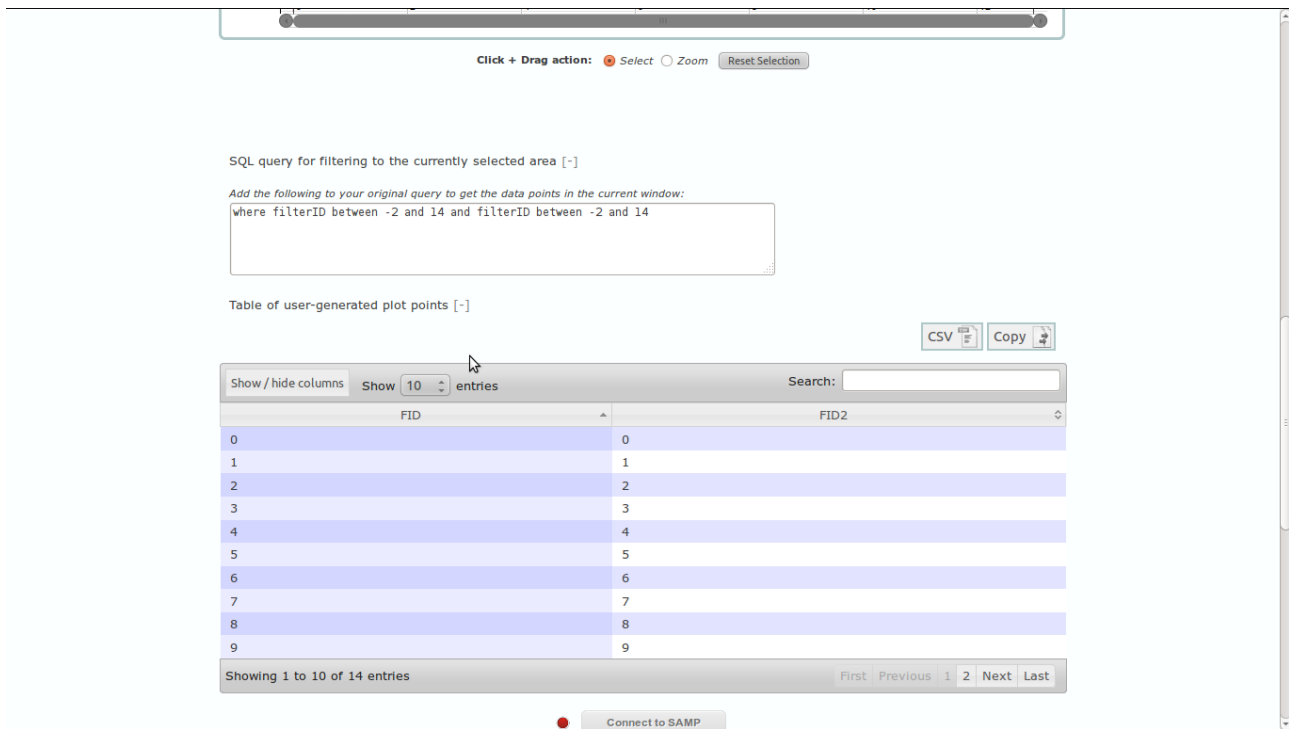 Click + Drag action: Select Zoom Reset Selection
SQL query for filtering to the currently selected area [-]
Add the following to your original query to get the data points in the current window:
where filterID between -2 and 14 and filterID between -2 and 14
Table of user-generated plot points [-]
CSV Copy
Show / hide columns Show 10 entries Search:
FID FID2
0 0
1 1
2 2
3 3
4 4
5 5
6 6
7 7
8 8
9 9
Showing 1 to 10 of 14 entries First Previous 1 2 Next Last
Connect to SAMP